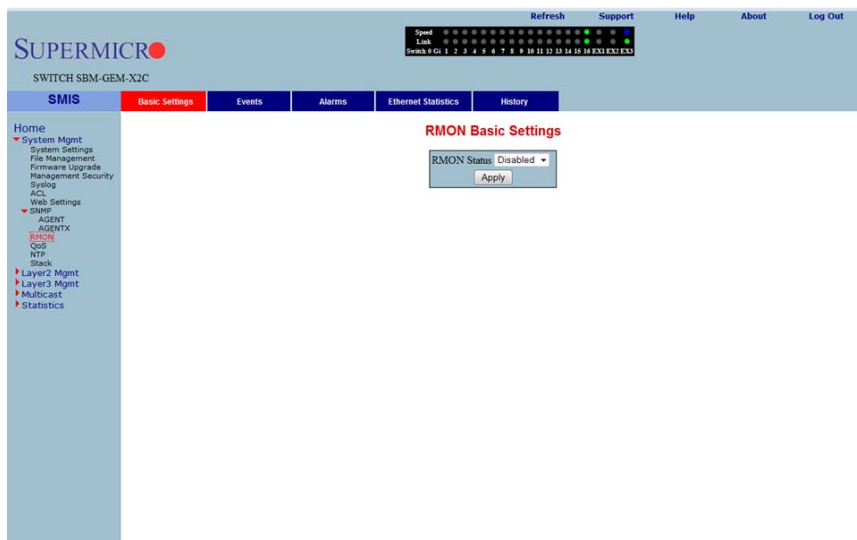 Refresh Support Help About Log Out
SUPERMICRO
SWITCH SBM-GEM-X2C
Speed
Link
Switch 0 Gi 1 2 3 4 5 6 7 8 9 10 11 12 13 14 15 16 EX1 EX2 EX3
SMIS
Basic Settings Events Alarms Ethernet Statistics History
Home
System Mgmt
System Settings
File Management
Firmware Upgrade
Management Security
Syslog
ACL
Web Settings
SNMP
AGENT
AGENTX
RMON
QoS
NTP
Stack
Layer2 Mgmt
Layer3 Mgmt
Multicast
Statistics
RMON Basic Settings
RMON Status Disabled
Apply